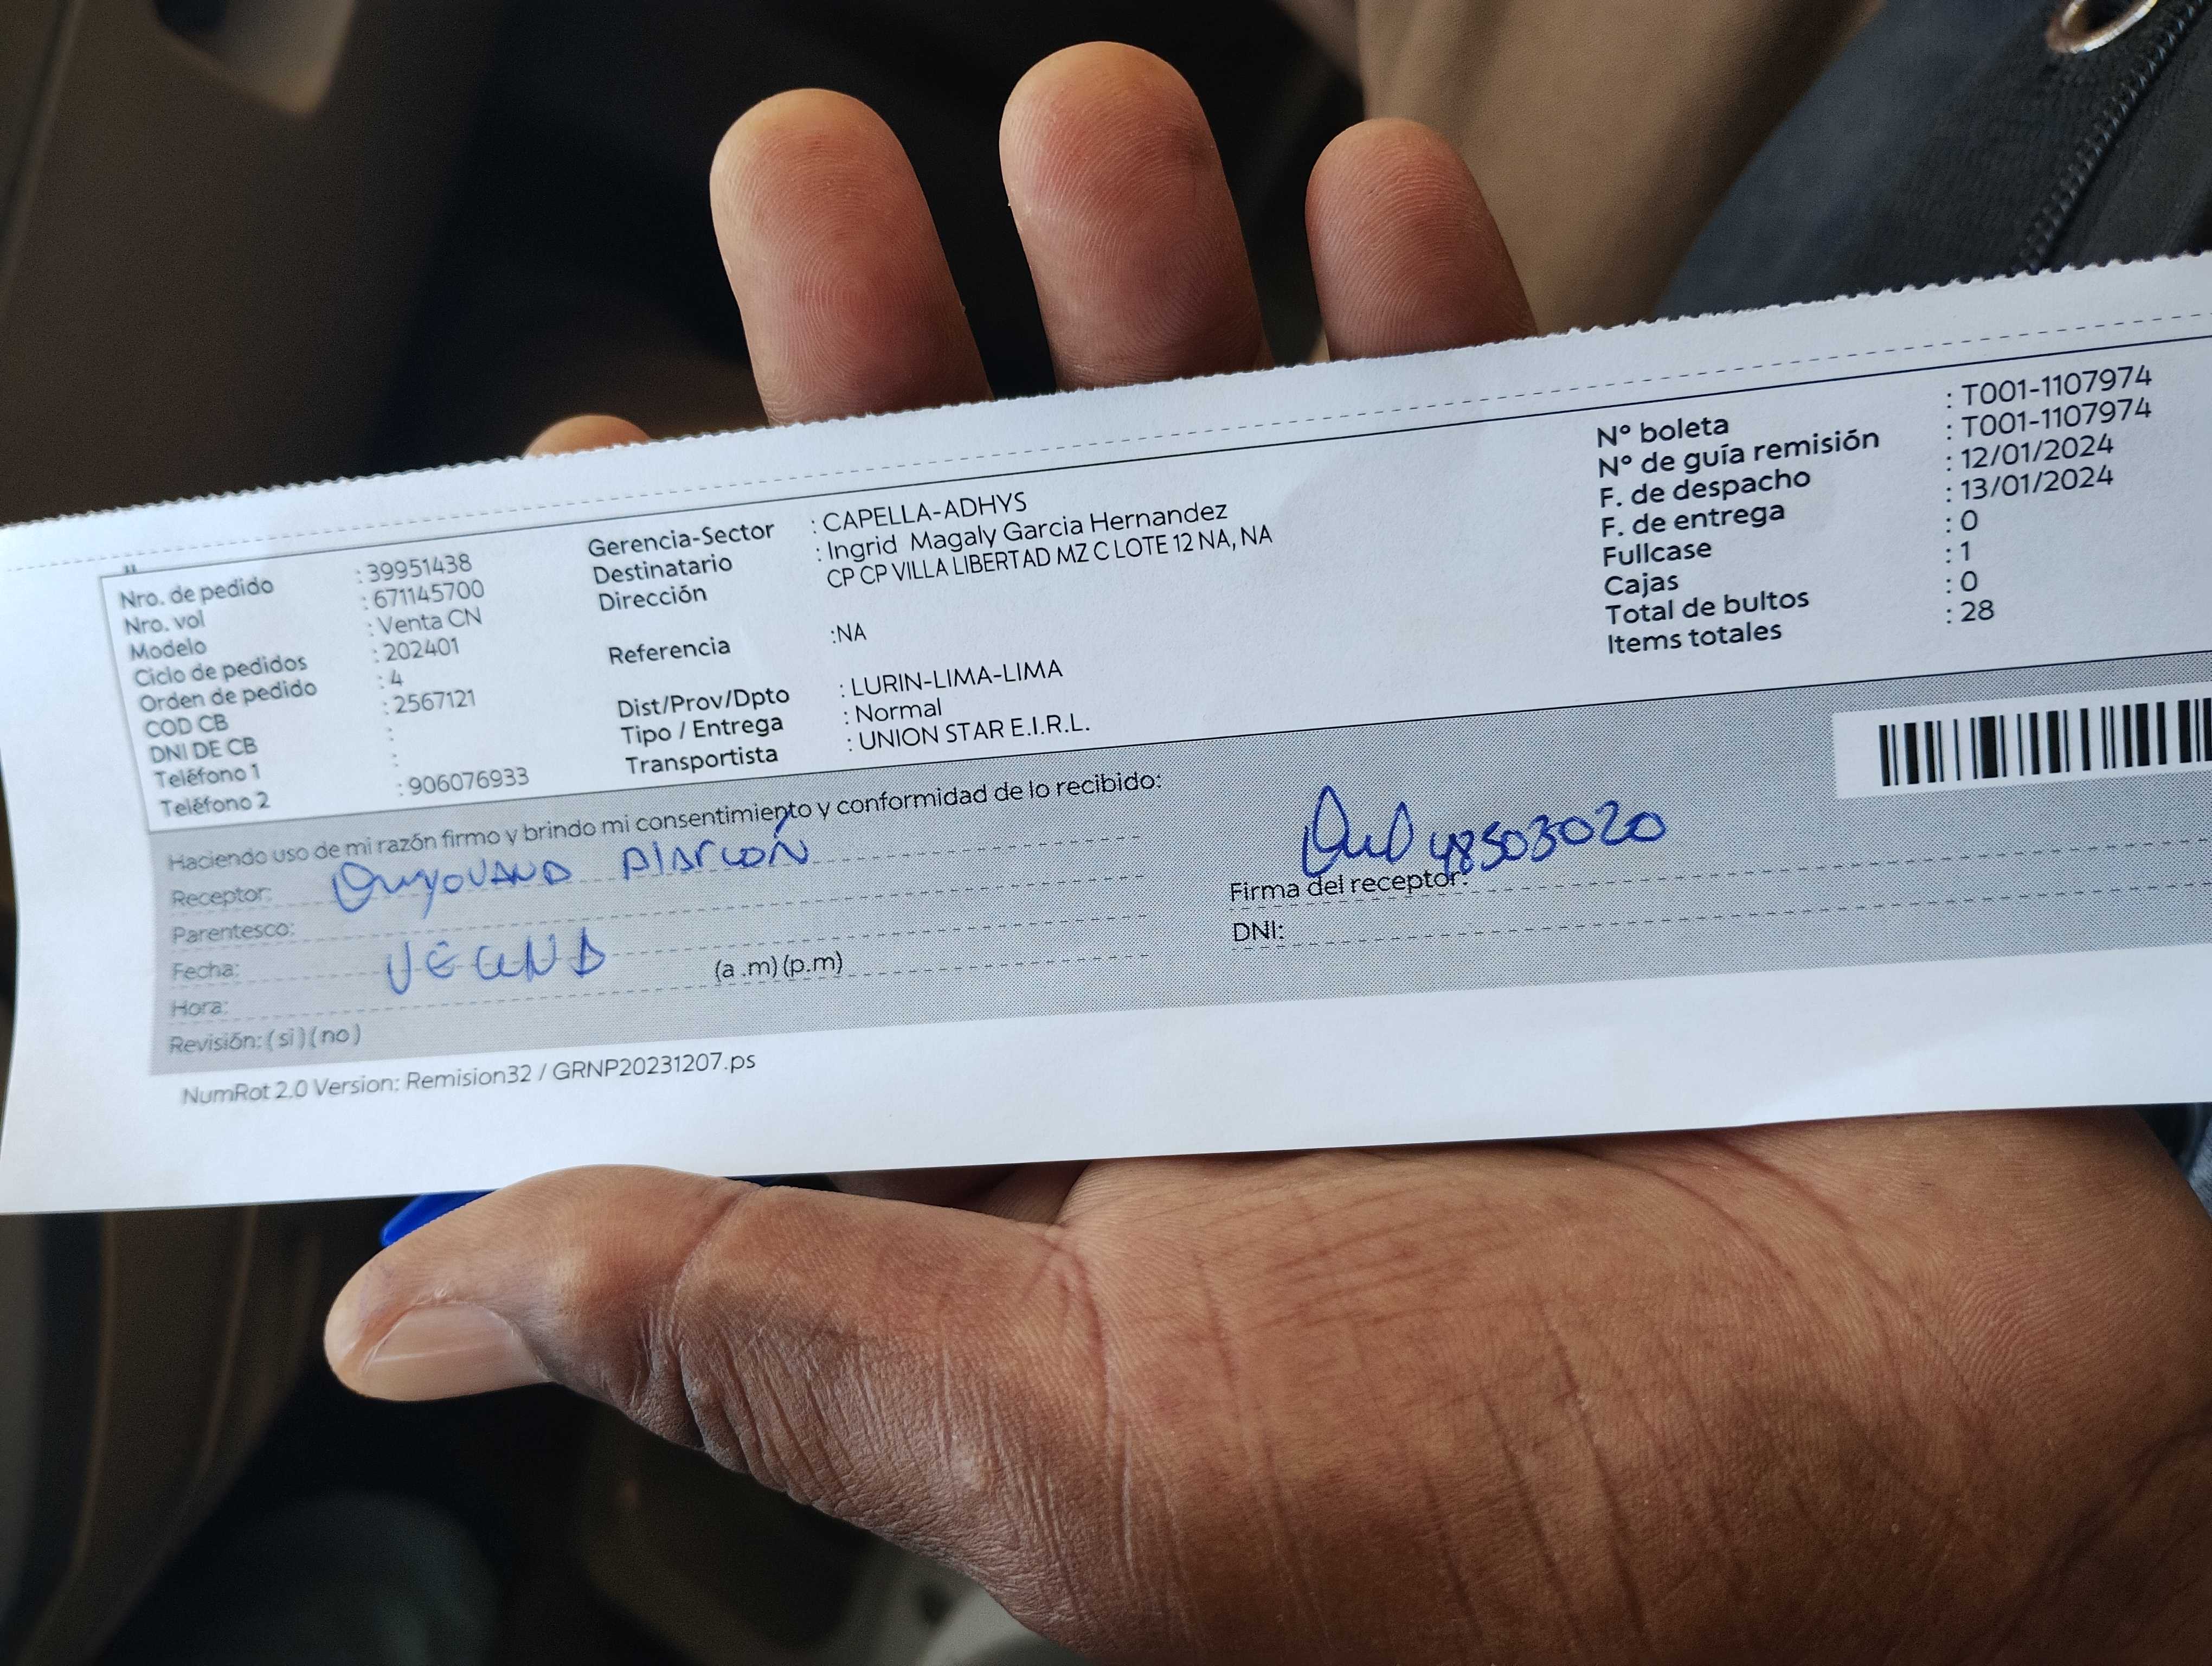 Nro. de pedido : 39951438
Nro. vol : 671145700
Modelo : Venta CN
Ciclo de pedidos : 202401
Orden de pedido : 4
COD CB : 2567121
DNI DE CB :
Teléfono 1 :
Teléfono 2 : 906076933
Gerencia-Sector : CAPELLA-ADHYS
Destinatario : Ingrid Magaly Garcia Hernandez
Dirección CP CP VILLA LIBERTAD MZ C LOTE 12 NA, NA
Referencia :NA
Dist/Prov/Dpto : LURIN-LIMA-LIMA
Tipo / Entrega : Normal
Transportista : UNION STAR E.I.R.L.
N° boleta : T001-1107974
N° de guía remisión : T001-1107974
F. de despacho : 12/01/2024
F. de entrega : 13/01/2024
Fullcase : 0
Cajas : 1
Total de bultos : 0
Items totales : 28
Haciendo uso de mi razón firmo y brindo mi consentimiento y conformidad de lo recibido:
Receptor: Alarcón
Parentesco:
Fecha: VECINA
Hora: (a .m) (p.m)
Revisión: ( si ) ( no )
48503020
Firma del receptor:
DNI:
NumRot 2.0 Version: Remision32 / GRNP20231207.ps